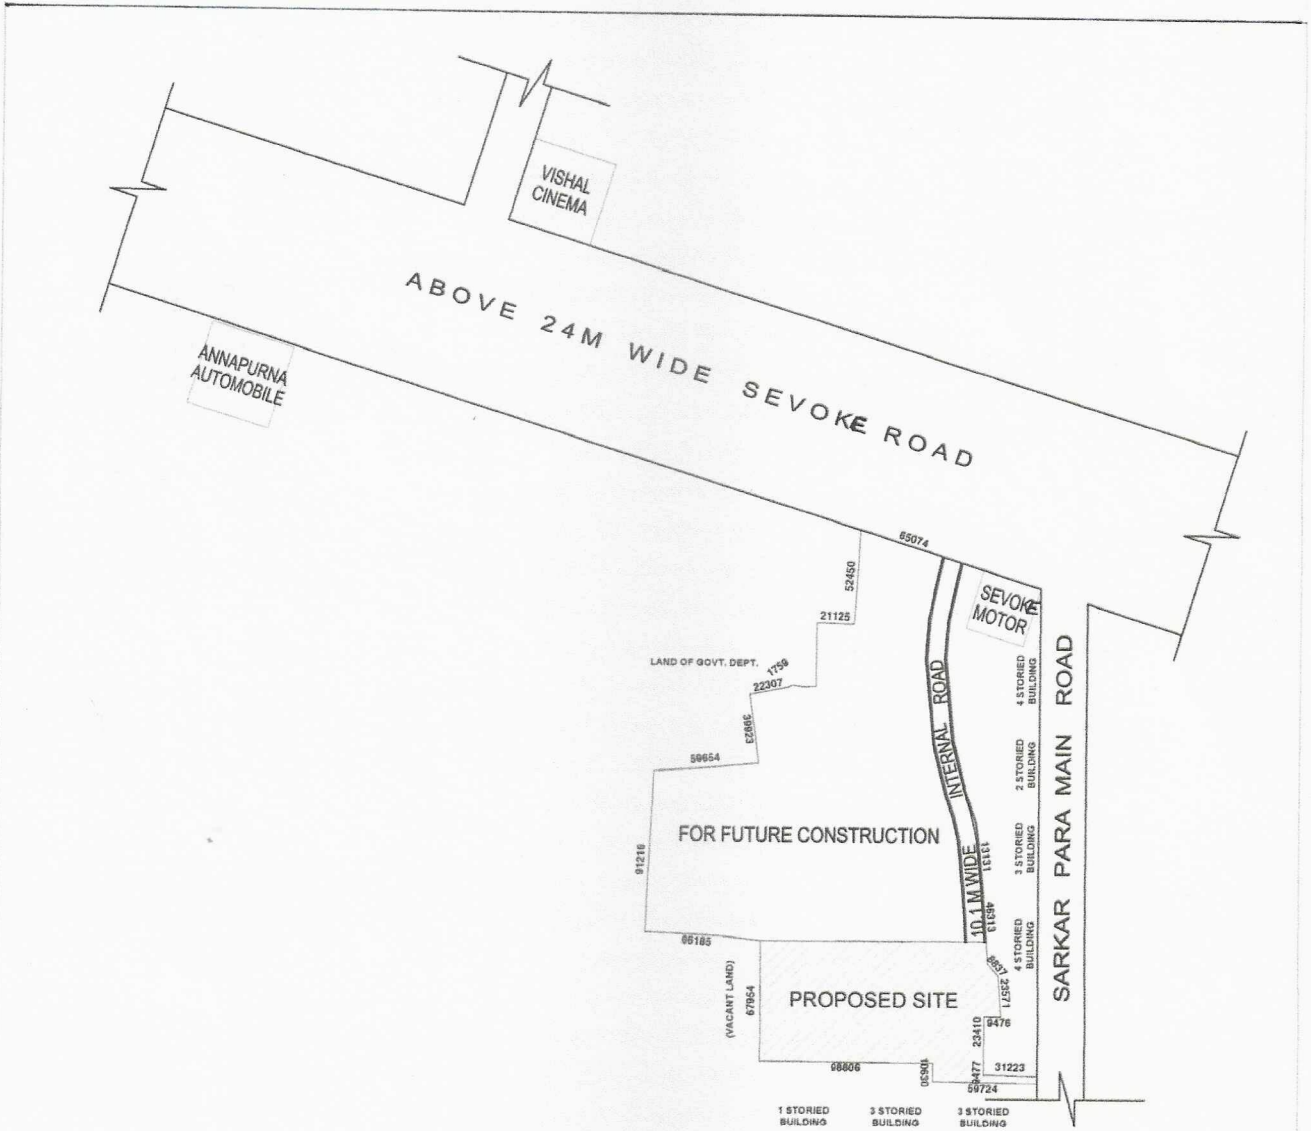 VISHAL
CINEMA
ABOVE 24M WIDE SEVOKE ROAD
ANNAPURNA
AUTOMOBILE
65074
52450
21125
SEVOKE
MOTOR
LAND OF GOVT. DEPT.
1759
22307
39923
59654
91216
FOR FUTURE CONSTRUCTION
INTERNAL ROAD
10.1 M WIDE
13131
46313
4 STORIED
BUILDING
2 STORIED
BUILDING
3 STORIED
BUILDING
4 STORIED
BUILDING
SARKAR PARA MAIN ROAD
(VACANT LAND)
67954
PROPOSED SITE
23571
9476
23410
31223
9477
98806
10630
59724
1 STORIED
BUILDING
3 STORIED
BUILDING
3 STORIED
BUILDING